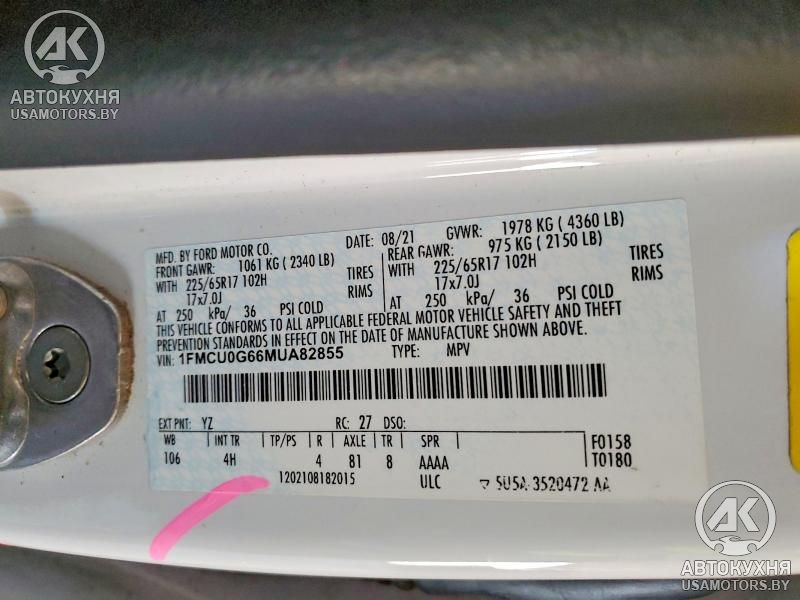 АК
АВТОКУХНЯ
USAMOTORS.BY
MFD. BY FORD MOTOR CO.
DATE: 08/21 GVWR: 1978 KG ( 4360 LB)
FRONT GAWR: 1061 KG ( 2340 LB)
REAR GAWR: 975 KG ( 2150 LB)
WITH 225/65R17 102H TIRES
WITH 225/65R17 102H TIRES
17x7.0J RIMS
17x7.0J RIMS
AT 250 kPa/ 36 PSI COLD
AT 250 kPa/ 36 PSI COLD
THIS VEHICLE CONFORMS TO ALL APPLICABLE FEDERAL MOTOR VEHICLE SAFETY AND THEFT
PREVENTION STANDARDS IN EFFECT ON THE DATE OF MANUFACTURE SHOWN ABOVE.
VIN: 1FMCU0G66MUA82855 TYPE: MPV
EXT PNT: YZ RC: 27 DSO:
WB INT TR TP/PS R AXLE TR SPR F0158
106 4H 4 81 8 AAAA T0180
1202108182015 ULC SU5A-3520472 AA
АК
АВТОКУХНЯ
USAMOTORS.BY